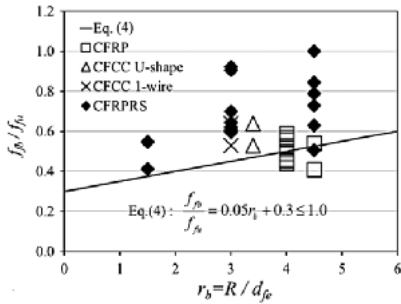 1.2
1.0
0.8
0.6
0.4
0.2
0.0
f_fb / f_fu
Eq. (4)
CFRP
CFCC U-shape
CFCC 1-wire
CFRPRS
Eq.(4) : f_fb / f_fu = 0.05r_b + 0.3 ≤ 1.0
0 1 2 3 4 5 6
r_b=R / d_fe